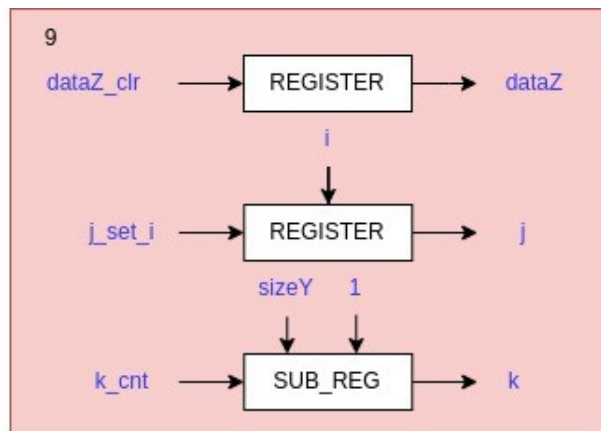 9
dataZ_clr REGISTER dataZ
i
j_set_i REGISTER j
sizeY 1
k_cnt SUB_REG k